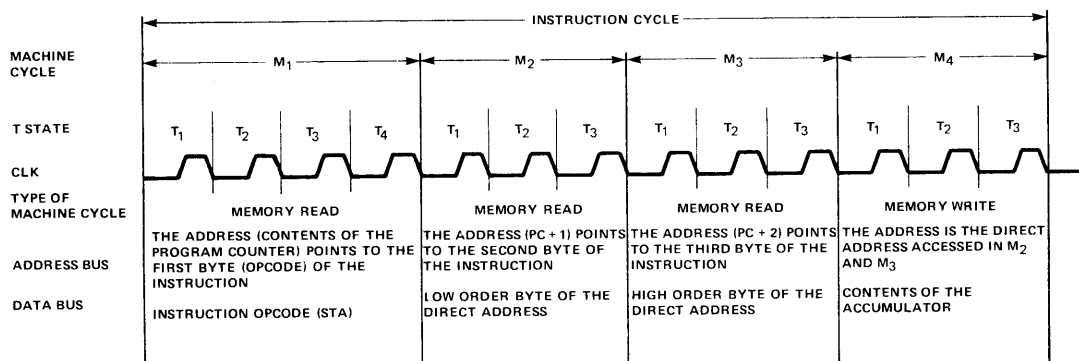 INSTRUCTION CYCLE
MACHINE
CYCLE
M1
M2
M3
M4
T STATE
T1 T2 T3 T4 T1 T2 T3 T1 T2 T3 T1 T2 T3
CLK
TYPE OF
MACHINE CYCLE
MEMORY READ
MEMORY READ
MEMORY READ
MEMORY WRITE
ADDRESS BUS
THE ADDRESS (CONTENTS OF THE
PROGRAM COUNTER) POINTS TO THE
FIRST BYTE (OPCODE) OF THE
INSTRUCTION
THE ADDRESS (PC + 1) POINTS
TO THE SECOND BYTE OF
THE INSTRUCTION
THE ADDRESS (PC + 2) POINTS
TO THE THIRD BYTE OF THE
INSTRUCTION
THE ADDRESS IS THE DIRECT
ADDRESS ACCESSED IN M2
AND M3
DATA BUS
INSTRUCTION OPCODE (STA)
LOW ORDER BYTE OF THE
DIRECT ADDRESS
HIGH ORDER BYTE OF THE
DIRECT ADDRESS
CONTENTS OF THE
ACCUMULATOR